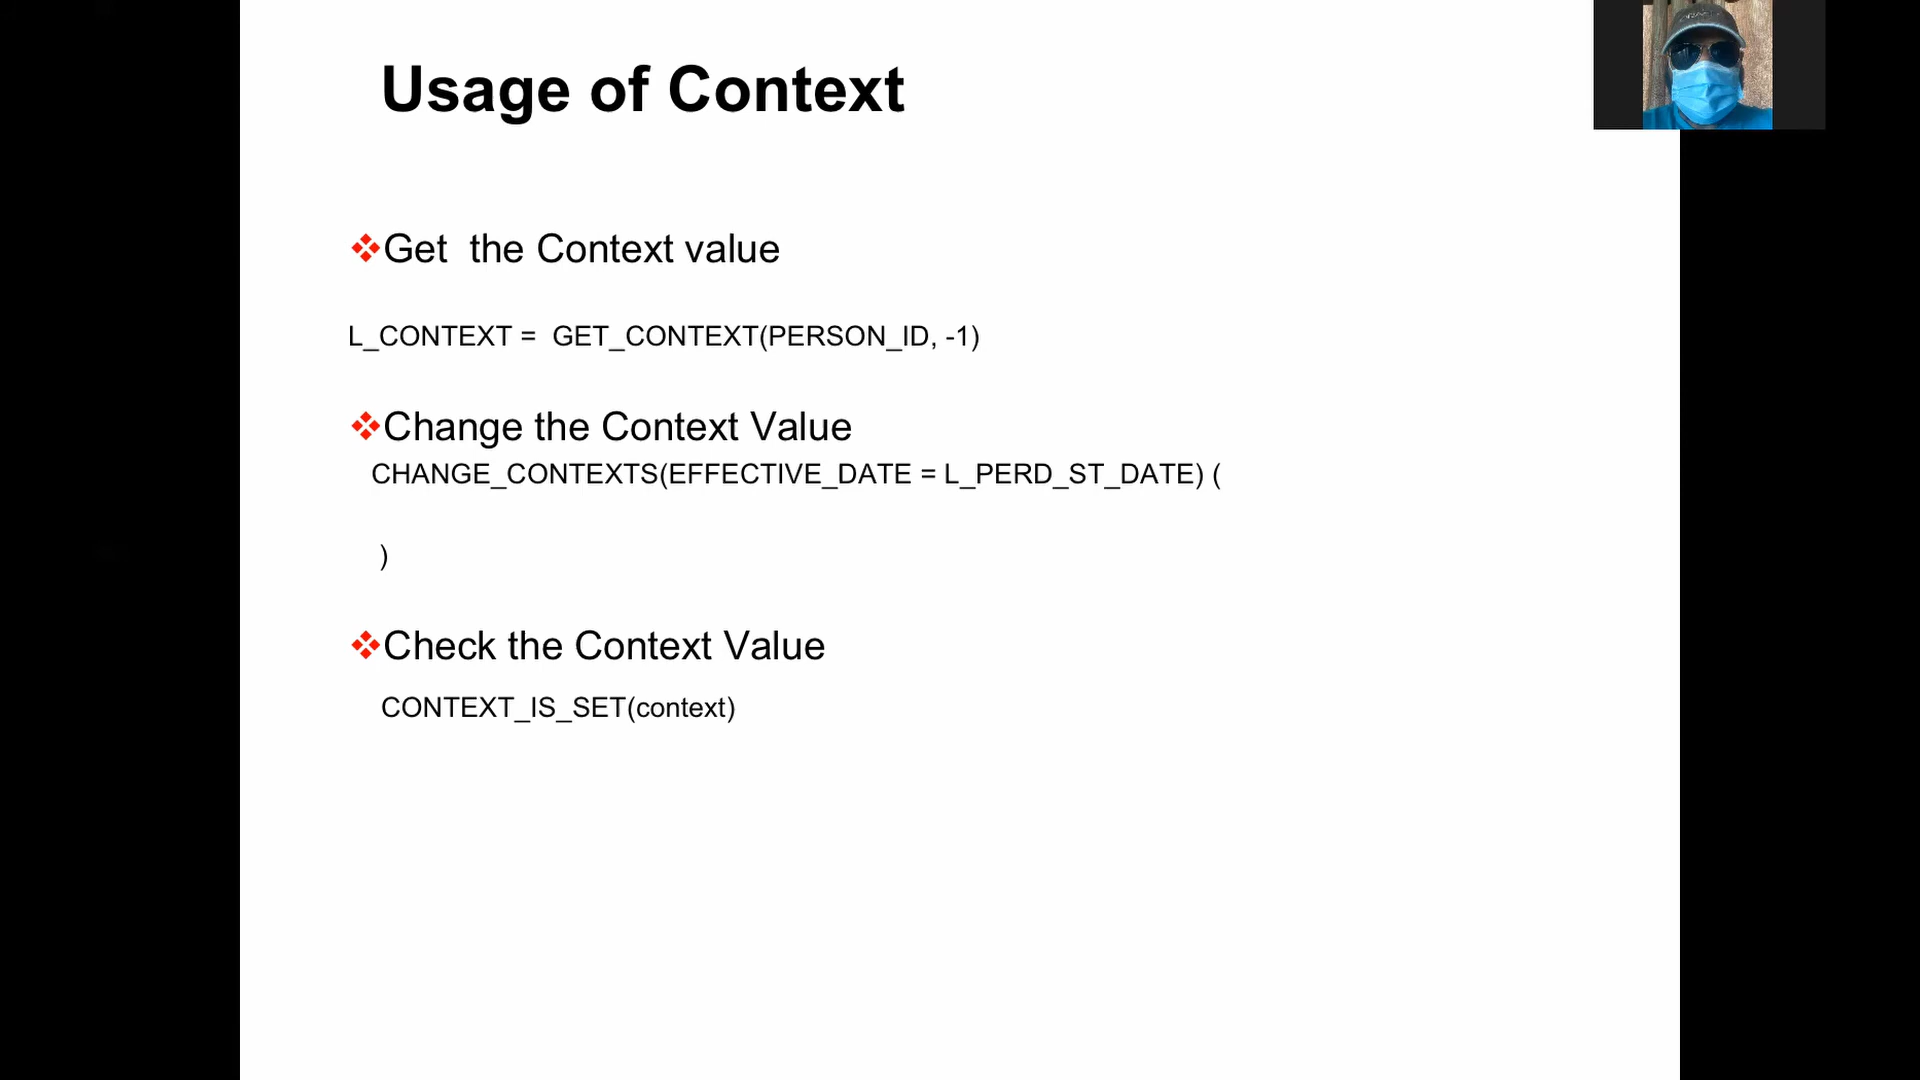 Usage of Context
Get  the Context value
L_CONTEXT =  GET_CONTEXT(PERSON_ID, -1)
Change the Context Value
CHANGE_CONTEXTS(EFFECTIVE_DATE = L_PERD_ST_DATE) (
)
Check the Context Value
CONTEXT_IS_SET(context)